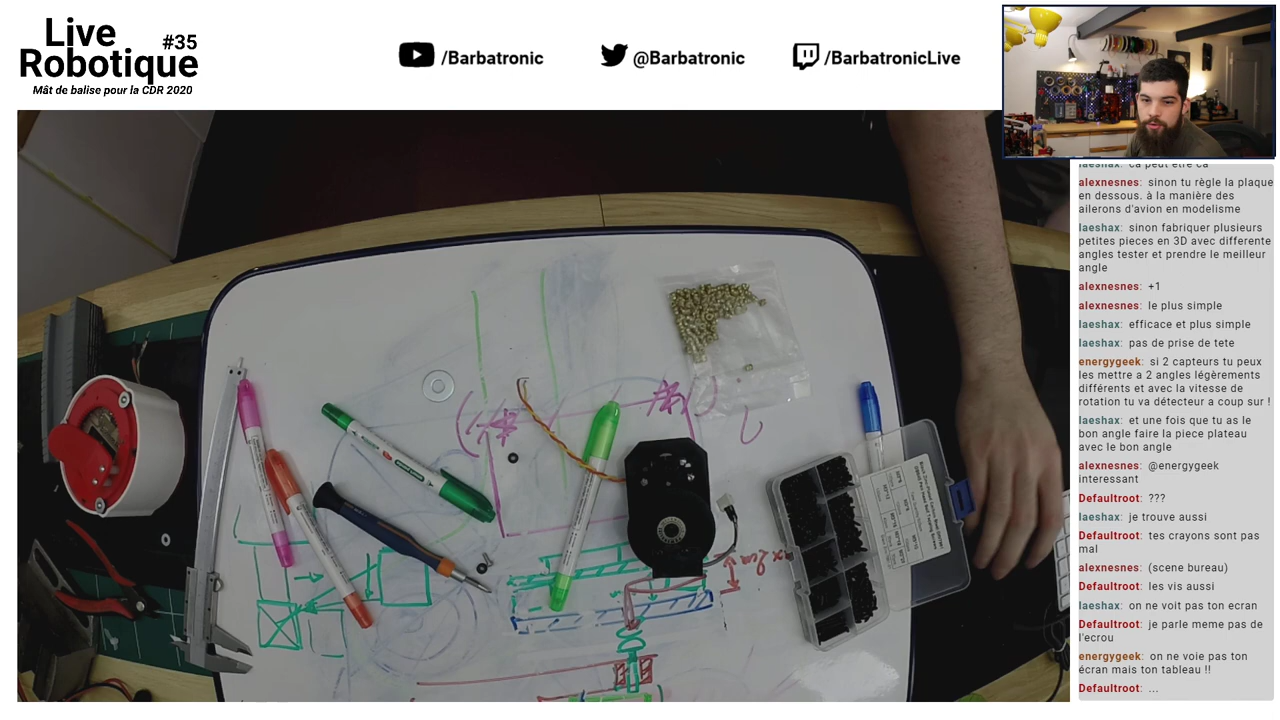 Live
Robotique #35
Mât de balise pour la CDR 2020
/Barbatronic
@Barbatronic
/BarbatronicLive
laeshax: ca peut etre ca
alexnesnes: sinon tu règle la plaque
en dessous. à la manière des
ailerons d'avion en modelisme
laeshax: sinon fabriquer plusieurs
petites pieces en 3D avec differente
angles tester et prendre le meilleur
angle
alexnesnes: +1
alexnesnes: le plus simple
laeshax: efficace et plus simple
laeshax: pas de prise de tete
energygeek: si 2 capteurs tu peux
les mettre a 2 angles légèrements
différents et avec la vitesse de
rotation tu va détecteur a coup sur !
laeshax: et une fois que tu as le
bon angle faire la piece plateau
avec le bon angle
alexnesnes: @energygeek
interessant
Defaultroot: ???
laeshax: je trouve aussi
Defaultroot: tes crayons sont pas
mal
alexnesnes: (scene bureau)
Defaultroot: les vis aussi
laeshax: on ne voit pas ton ecran
Defaultroot: je parle meme pas de
l'ecrou
energygeek: on ne voie pas ton
écran mais ton tableau !!
Defaultroot: ...